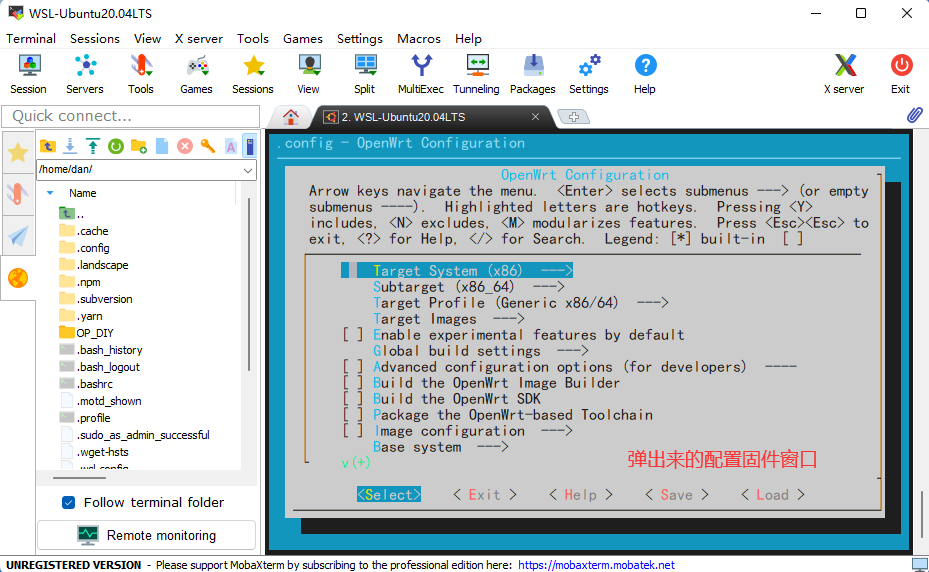 WSL-Ubuntu20.04LTS
Terminal Sessions View X server Tools Games Settings Macros Help
Session Servers Tools Games Sessions View Split MultiExec Tunneling Packages Settings Help X server Exit
Quick connect...
2. WSL-Ubuntu20.04LTS
/home/dan/
Name
..
.cache
.config
.landscape
.npm
.subversion
.yarn
OP_DIY
.bash_history
.bash_logout
.bashrc
.motd_shown
.profile
.sudo_as_admin_successful
.wget-hsts
.wsl-config
Follow terminal folder
Remote monitoring
.config - OpenWrt Configuration
OpenWrt Configuration
Arrow keys navigate the menu. <Enter> selects submenus ---> (or empty
submenus ----). Highlighted letters are hotkeys. Pressing <Y>
includes, <N> excludes, <M> modularizes features. Press <Esc><Esc> to
exit, <?> for Help, </> for Search. Legend: [*] built-in [ ]
Target System (x86) --->
Subtarget (x86_64) --->
Target Profile (Generic x86/64) --->
Target Images --->
[ ] Enable experimental features by default
Global build settings --->
[ ] Advanced configuration options (for developers) ----
[ ] Build the OpenWrt Image Builder
[ ] Build the OpenWrt SDK
[ ] Package the OpenWrt-based Toolchain
[ ] Image configuration --->
Base system --->
v(+)
弹出来的配置固件窗口
<Select> < Exit > < Help > < Save > < Load >
UNREGISTERED VERSION - Please support MobaXterm by subscribing to the professional edition here: https://mobaxterm.mobatek.net